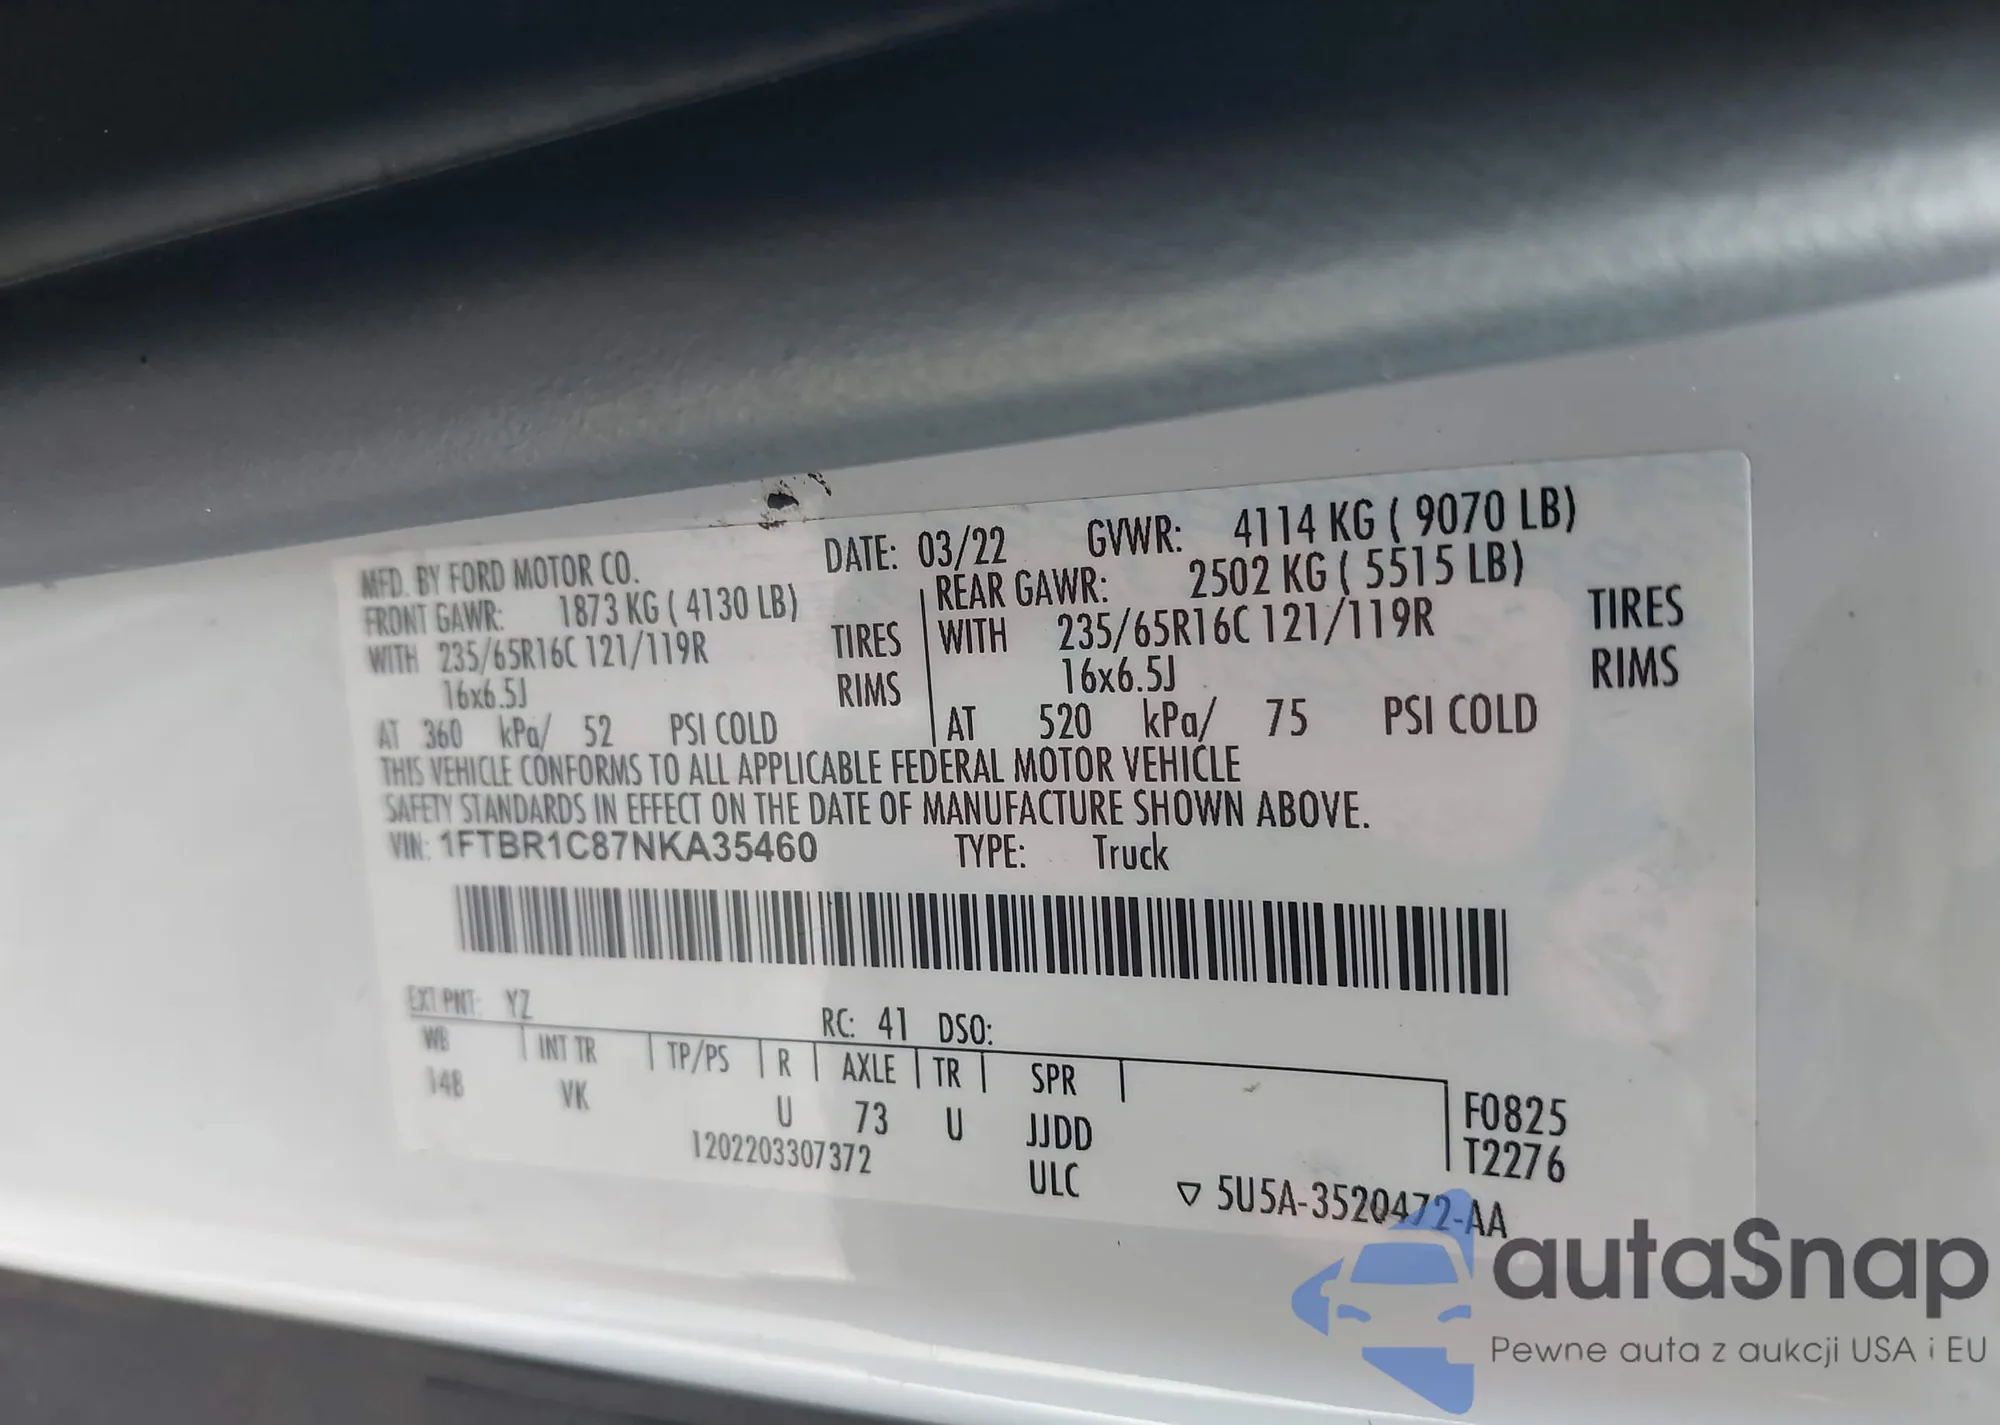 MFD. BY FORD MOTOR CO. DATE: 03/22 GVWR: 4114 KG ( 9070 LB)
FRONT GAWR: 1873 KG ( 4130 LB) REAR GAWR: 2502 KG ( 5515 LB)
WITH 235/65R16C 121/119R TIRES WITH 235/65R16C 121/119R TIRES
16x6.5J RIMS 16x6.5J RIMS
AT 360 kPa/ 52 PSI COLD AT 520 kPa/ 75 PSI COLD
THIS VEHICLE CONFORMS TO ALL APPLICABLE FEDERAL MOTOR VEHICLE
SAFETY STANDARDS IN EFFECT ON THE DATE OF MANUFACTURE SHOWN ABOVE.
VIN: 1FTBR1C87NKA35460 TYPE: Truck
EXT PNT: YZ RC: 41 DSO:
WB INT TR TP/PS R AXLE TR SPR
148 VK U 73 U JJDD F0825
1202203307372 ULC T2276
▽ 5U5A-3520472-AA
autaSnap
Pewne auta z aukcji USA i EU